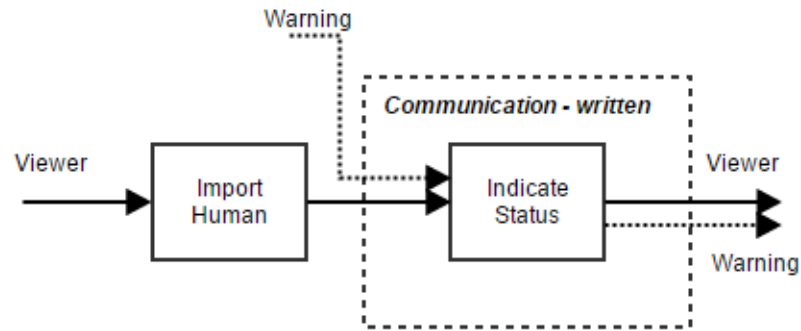 Warning
Communication - written
Viewer
Import
Human
Indicate
Status
Viewer
Warning